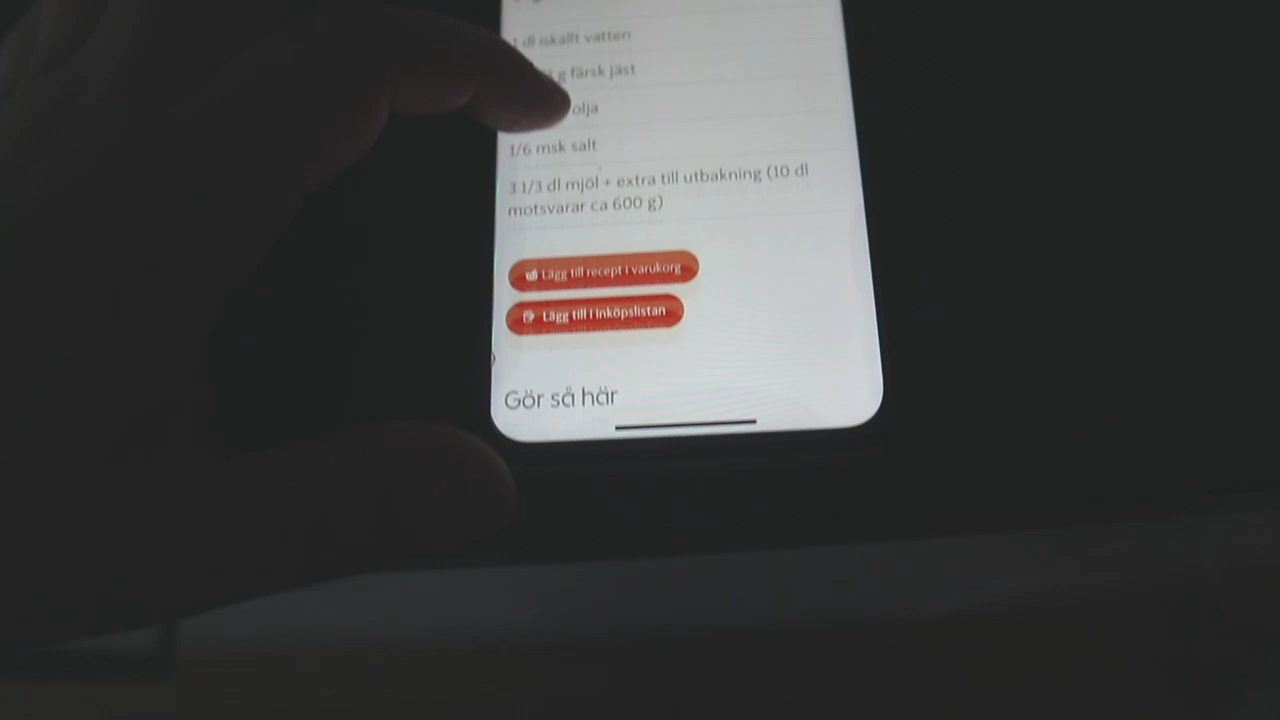 dl iskallt vatten
g färsk jäst
olja
1/6 msk salt
3 1/3 dl mjöl + extra till utbakning (10 dl
motsvarar ca 600 g)
Lägg till recept i varukorg
Lägg till i inköpslistan
Gör så här